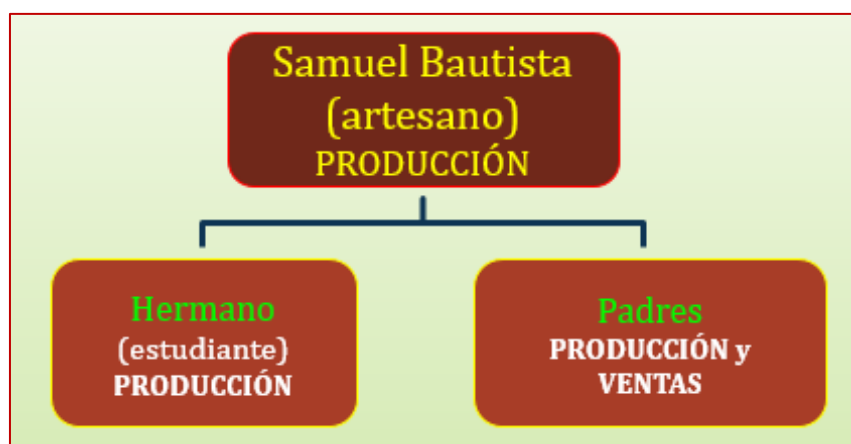 Samuel Bautista
(artesano)
PRODUCCIÓN
Hermano
(estudiante)
PRODUCCIÓN
Padres
PRODUCCIÓN y
VENTAS